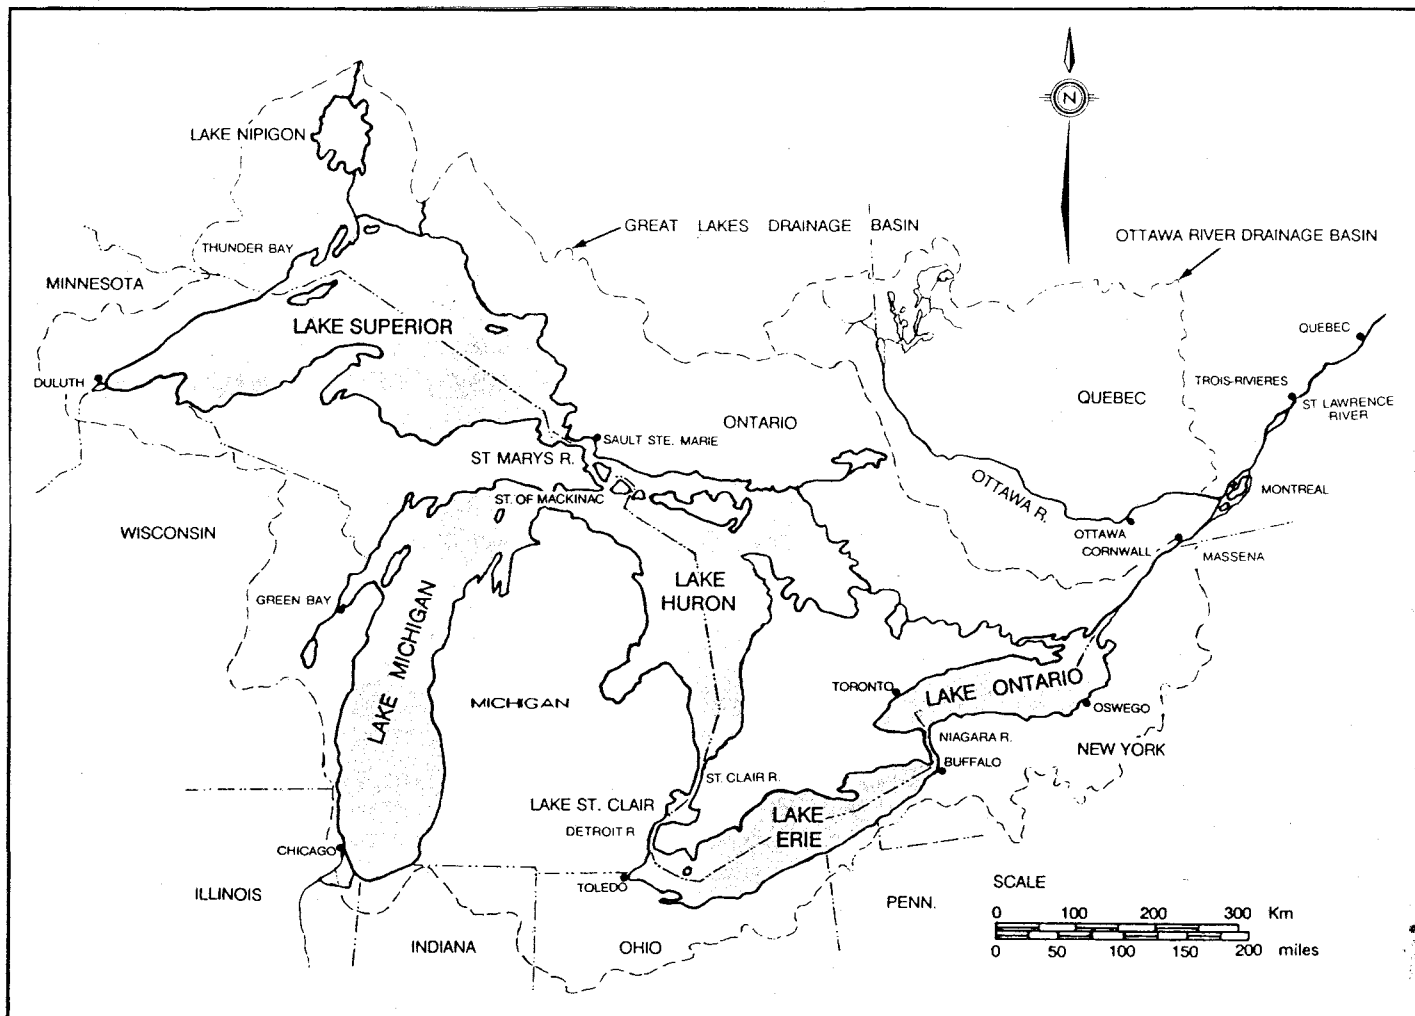 N
LAKE NIPIGON
GREAT LAKES DRAINAGE BASIN
OTTAWA RIVER DRAINAGE BASIN
THUNDER BAY
MINNESOTA
LAKE SUPERIOR
QUEBEC
DULUTH
TROIS-RIVIERES
ST LAWRENCE
RIVER
QUEBEC
ONTARIO
SAULT STE. MARIE
ST MARYS R.
ST. OF MACKINAC
OTTAWA R.
MONTREAL
WISCONSIN
OTTAWA
CORNWALL
MASSENA
LAKE
HURON
GREEN BAY
LAKE MICHIGAN
MICHIGAN
TORONTO
LAKE ONTARIO
OSWEGO
NIAGARA R.
NEW YORK
BUFFALO
ST. CLAIR R.
LAKE ST. CLAIR
DETROIT R
LAKE
ERIE
CHICAGO
TOLEDO
ILLINOIS
INDIANA
OHIO
PENN.
SCALE
0 100 200 300 Km
0 50 100 150 200 miles